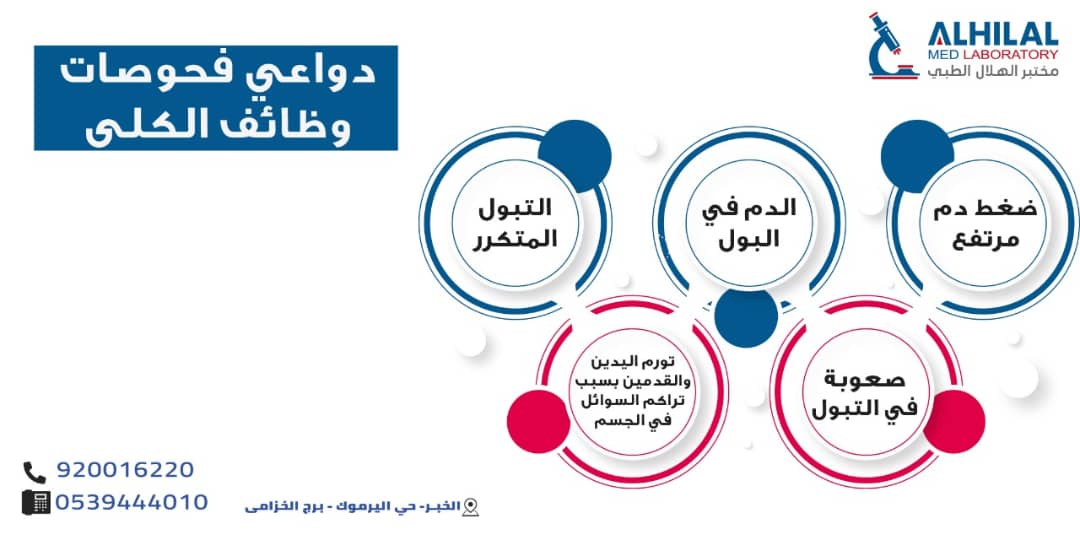 ALHILAL
MED LABORATORY
مختبر الهلال الطبي
دواعي فحوصات
وظائف الكلى
ضغط دم
مرتفع
الدم في
البول
التبول
المتكرر
صعوبة
في التبول
تورم اليدين
والقدمين بسبب
تراكم السوائل
في الجسم
920016220
0539444010
الخبر- حي اليرموك - برج الخزامى